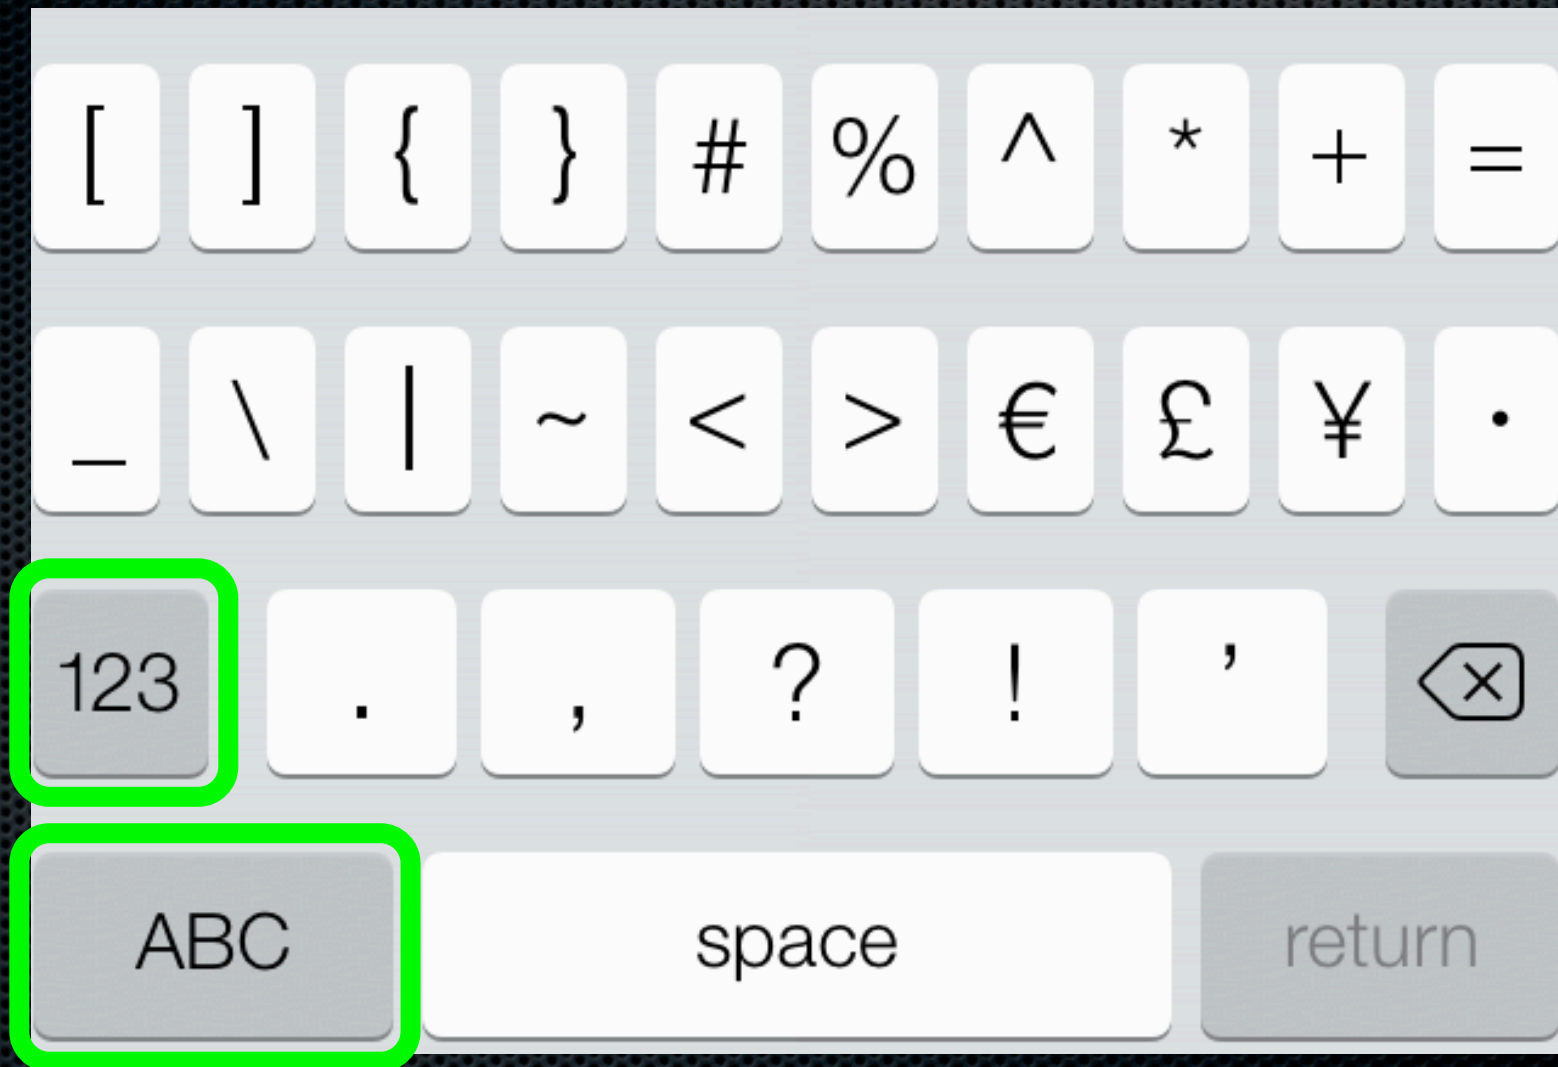 [ ] { } # % ^ * + =
_ \ | ~ < > € £ ¥ •
123 . , ? ! ’
ABC space return